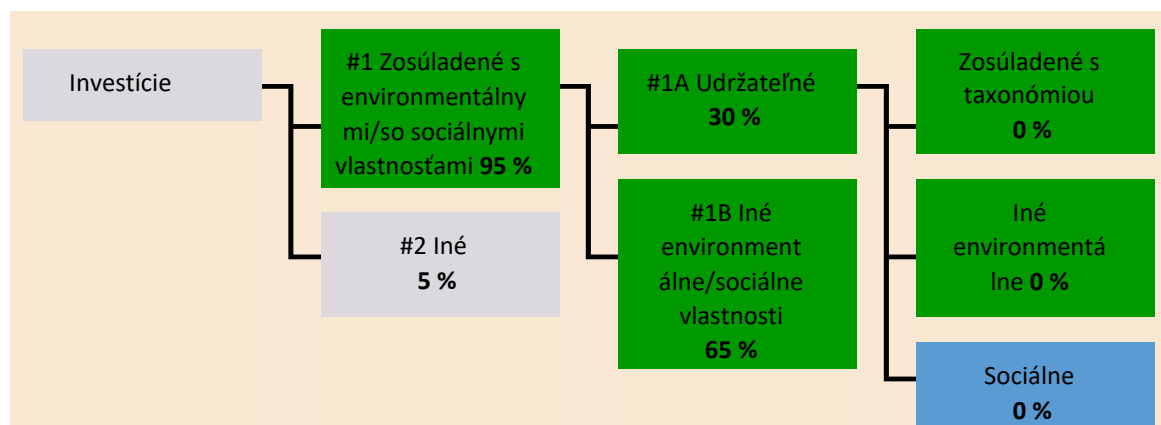 Investície
#1 Zosúladené s
environmentálny
mi/so sociálnymi
vlastnosťami 95 %
#2 Iné
5 %
#1A Udržateľné
30 %
#1B Iné
environment
álne/sociálne
vlastnosti
65 %
Zosúladené s
taxonómiou
0 %
Iné
environmentá
lne 0 %
Sociálne
0 %